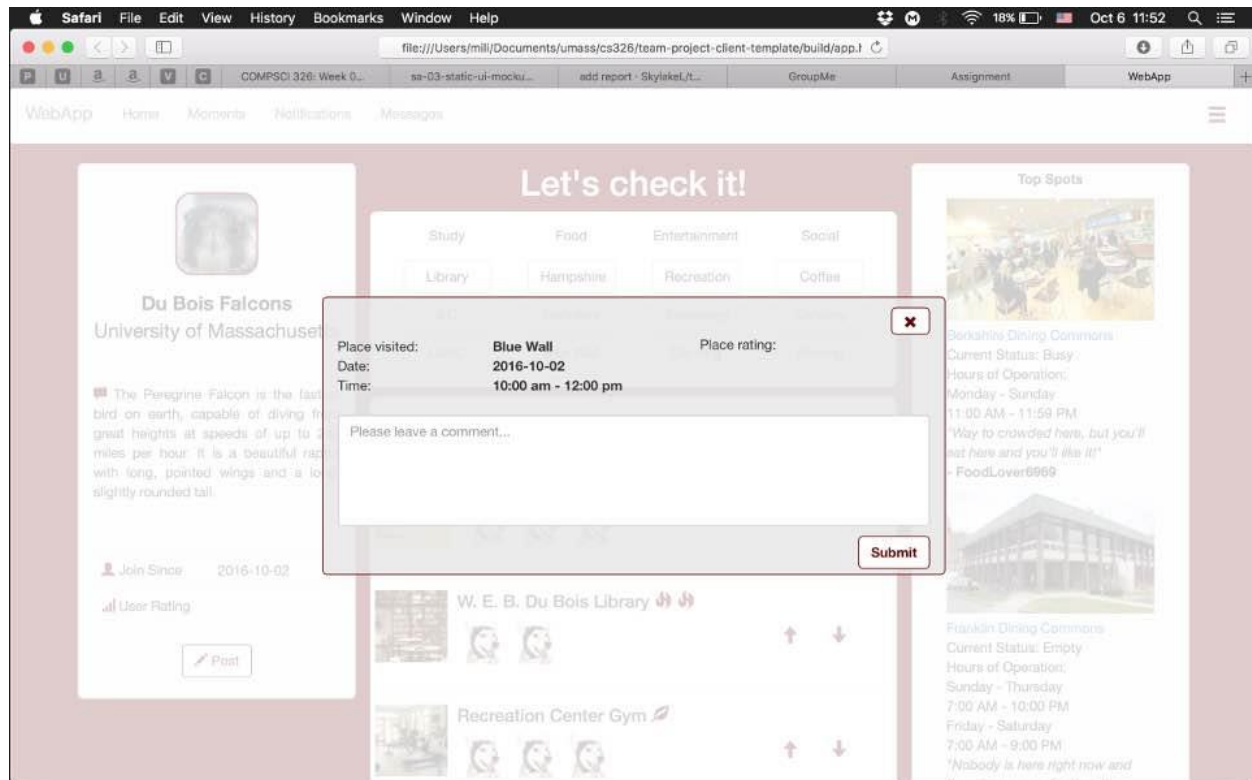 Safari File Edit View History Bookmarks Window Help 18% Oct 6 11:52
file:///Users/mili/Documents/umass/cs326/team-project-client-template/build/app.h
P U a a V C COMPSCI 326: Week 0... sa-03-static-ui-mocku... add report · SkylakeL/t... GroupMe Assignment WebApp
WebApp Home Moments Notifications Messages
Let's check it!
Study Food Entertainment Social
Library Hampshire Recreation Coffee
Du Bois Falcons
University of Massachusett
The Peregrine Falcon is the fast
bird on earth, capable of diving fr
great heights at speeds of up to 2
miles per hour. It is a beautiful rap
with long, pointed wings and a lo
slightly rounded tail.
Join Since 2016-10-02
User Rating
Post
Place visited: Blue Wall Place rating:
Date: 2016-10-02
Time: 10:00 am - 12:00 pm
Please leave a comment...
Submit
W. E. B. Du Bois Library
Recreation Center Gym
Top Spots
Berkshire Dining Commons
Current Status: Busy
Hours of Operation:
Monday - Sunday
11:00 AM - 11:59 PM
"Way to crowded here, but you'll
eat here and you'll like it!"
- FoodLover6969
Franklin Dining Commons
Current Status: Empty
Hours of Operation:
Sunday - Thursday
7:00 AM - 10:00 PM
Friday - Saturday
7:00 AM - 9:00 PM
"Nobody is here right now and